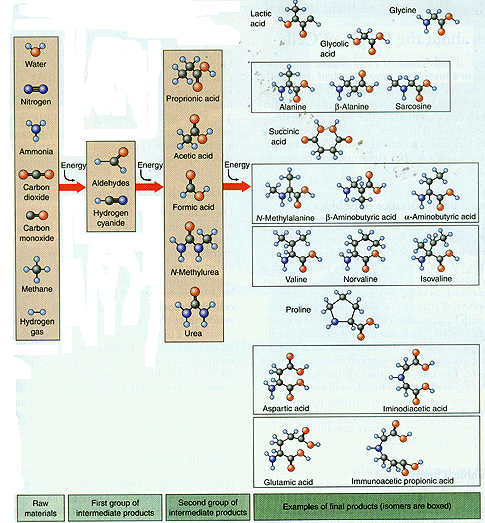 Water
Nitrogen
Ammonia
Carbon
dioxide
Carbon
monoxide
Methane
Hydrogen
gas
Energy
Aldehydes
Hydrogen
cyanide
Energy
Proprionic acid
Acetic acid
Formic acid
N-Methylurea
Urea
Energy
Lactic
acid
Glycine
Glycolic
acid
Alanine
β-Alanine
Sarcosine
Succinic
acid
N-Methylalanine
β-Aminobutyric acid
α-Aminobutyric acid
Valine
Norvaline
Isovaline
Proline
Aspartic acid
Iminodiacetic acid
Glutamic acid
Immunoacetic propionic acid
Raw
materials
First group of
intermediate products
Second group of
intermediate products
Examples of final products (isomers are boxed)